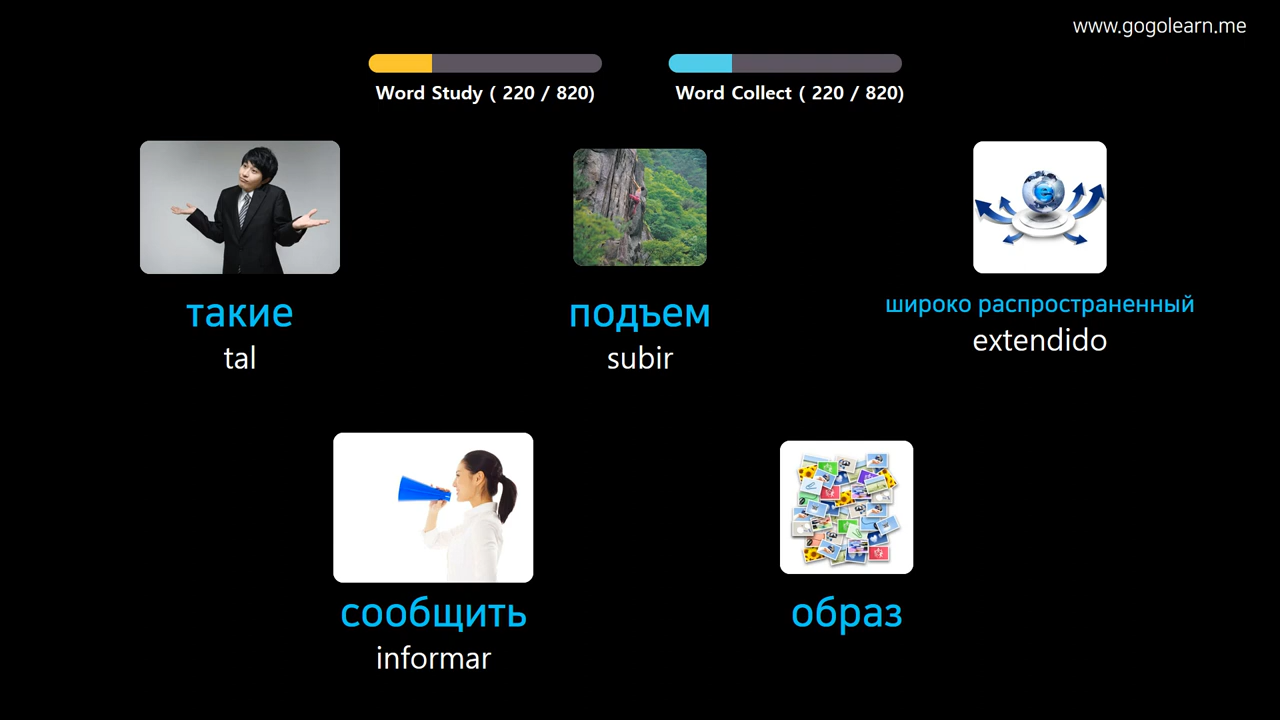 www.gogolearn.me
Word Study ( 220 / 820)
Word Collect ( 220 / 820)
такие
tal
подъем
subir
широко распространенный
extendido
сообщить
informar
образ